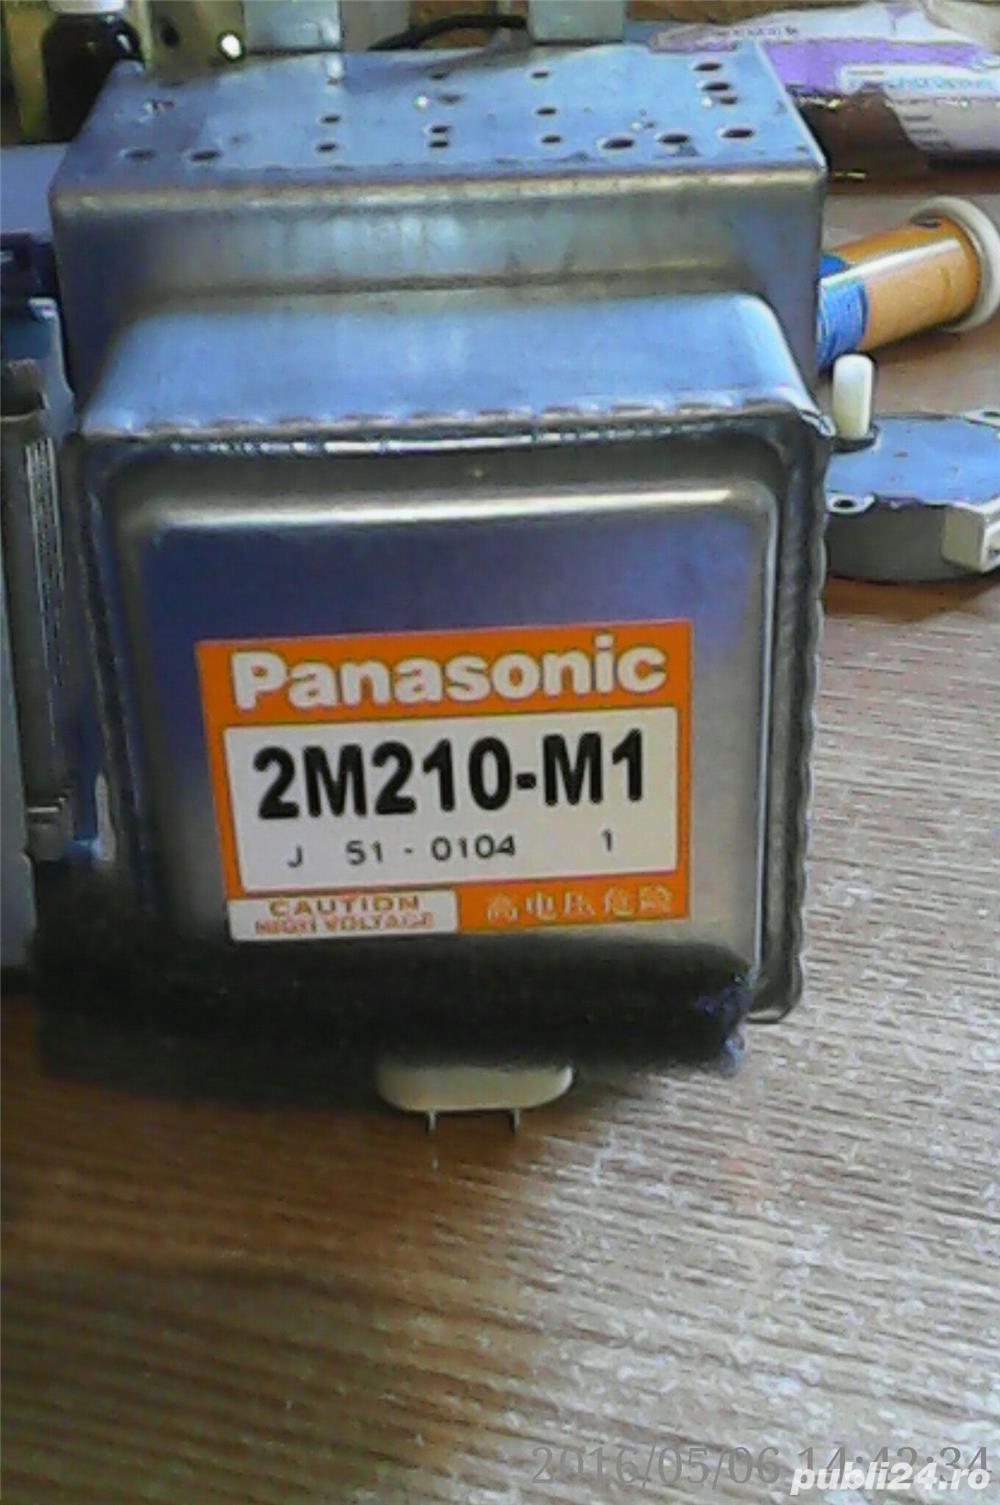 Panasonic
2M210-M1
J 51 - 0104 1
CAUTION
HIGH VOLTAGE
高电压危险
2016/05/06 14:42:34
publi24.ro